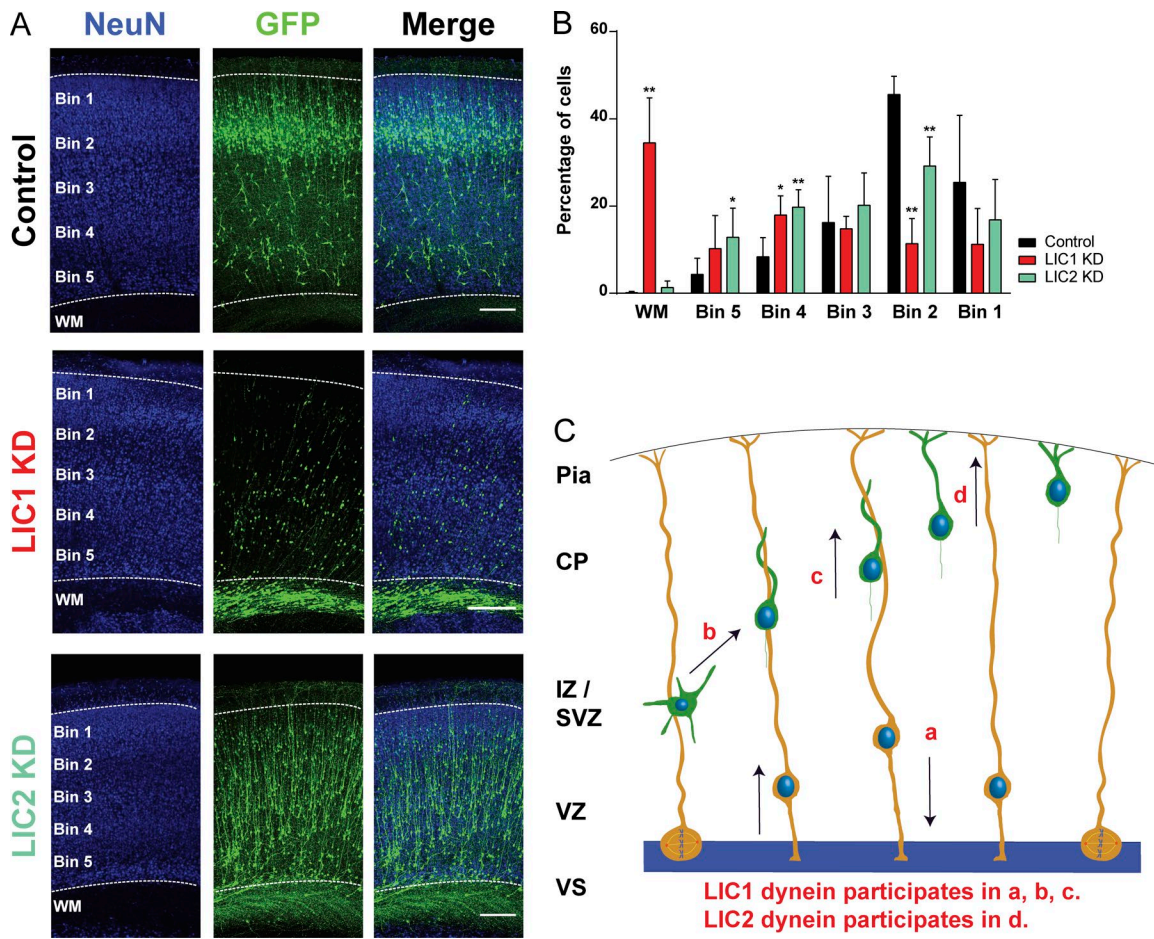 A
NeuN
GFP
Merge
Control
Bin 1
Bin 2
Bin 3
Bin 4
Bin 5
WM
LIC1 KD
Bin 1
Bin 2
Bin 3
Bin 4
Bin 5
WM
LIC2 KD
Bin 1
Bin 2
Bin 3
Bin 4
Bin 5
WM
B
Percentage of cells
60
40
20
0
**
*
*
**
**
**
WM
Bin 5
Bin 4
Bin 3
Bin 2
Bin 1
Control
LIC1 KD
LIC2 KD
C
Pia
CP
IZ /
SVZ
VZ
VS
a
b
c
d
LIC1 dynein participates in a, b, c.
LIC2 dynein participates in d.